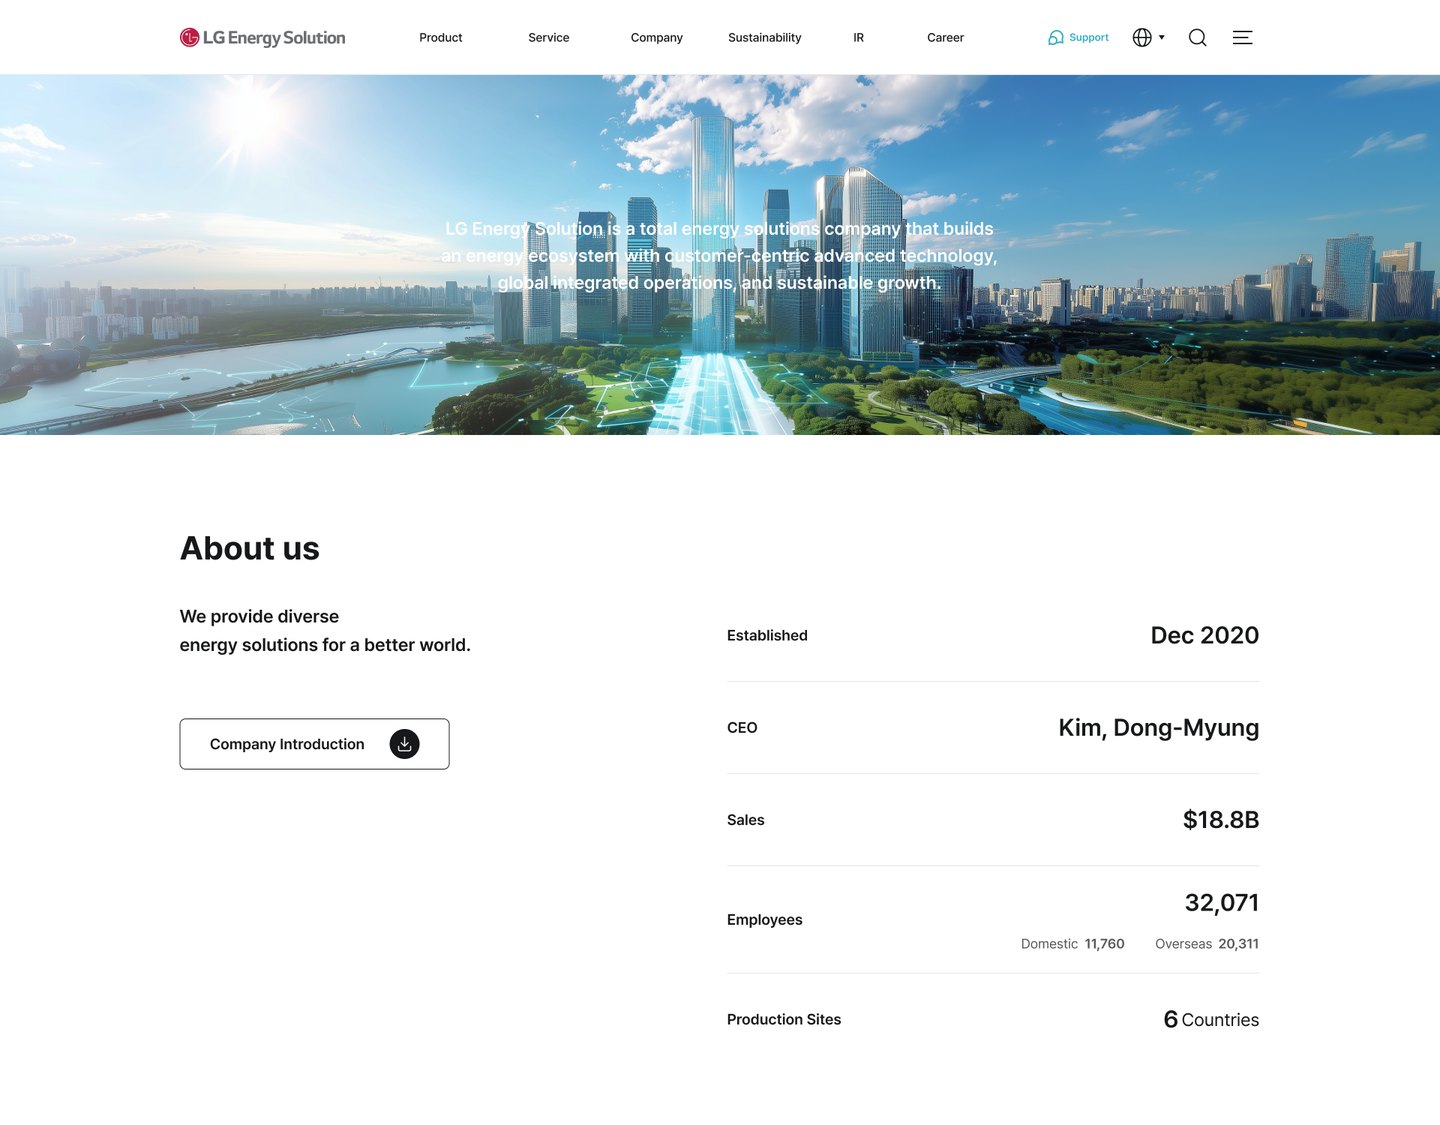 LG Energy Solution
Product
Service
Company
Sustainability
IR
Career
Support
LG Energy Solution is a total energy solutions company that builds
an energy ecosystem with customer-centric advanced technology,
global integrated operations, and sustainable growth.
About us
We provide diverse
energy solutions for a better world.
Company Introduction
Established
Dec 2020
CEO
Kim, Dong-Myung
Sales
$18.8B
Employees
32,071
Domestic 11,760
Overseas 20,311
Production Sites
6 Countries